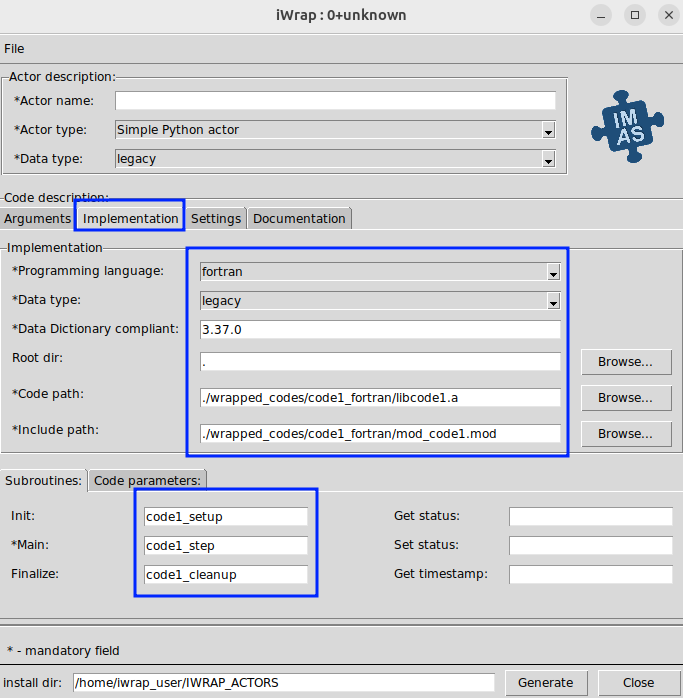 iWrap : 0+unknown
File
Actor description:
*Actor name:
*Actor type: Simple Python actor
*Data type: legacy
IM
AS
Code description:
Arguments Implementation Settings Documentation
Implementation
*Programming language: fortran
*Data type: legacy
*Data Dictionary compliant: 3.37.0
Root dir: . Browse...
*Code path: ./wrapped_codes/code1_fortran/libcode1.a Browse...
*Include path: ./wrapped_codes/code1_fortran/mod_code1.mod Browse...
Subroutines: Code parameters:
Init: code1_setup Get status:
*Main: code1_step Set status:
Finalize: code1_cleanup Get timestamp:
* - mandatory field
install dir: /home/iwrap_user/IWRAP_ACTORS Generate Close